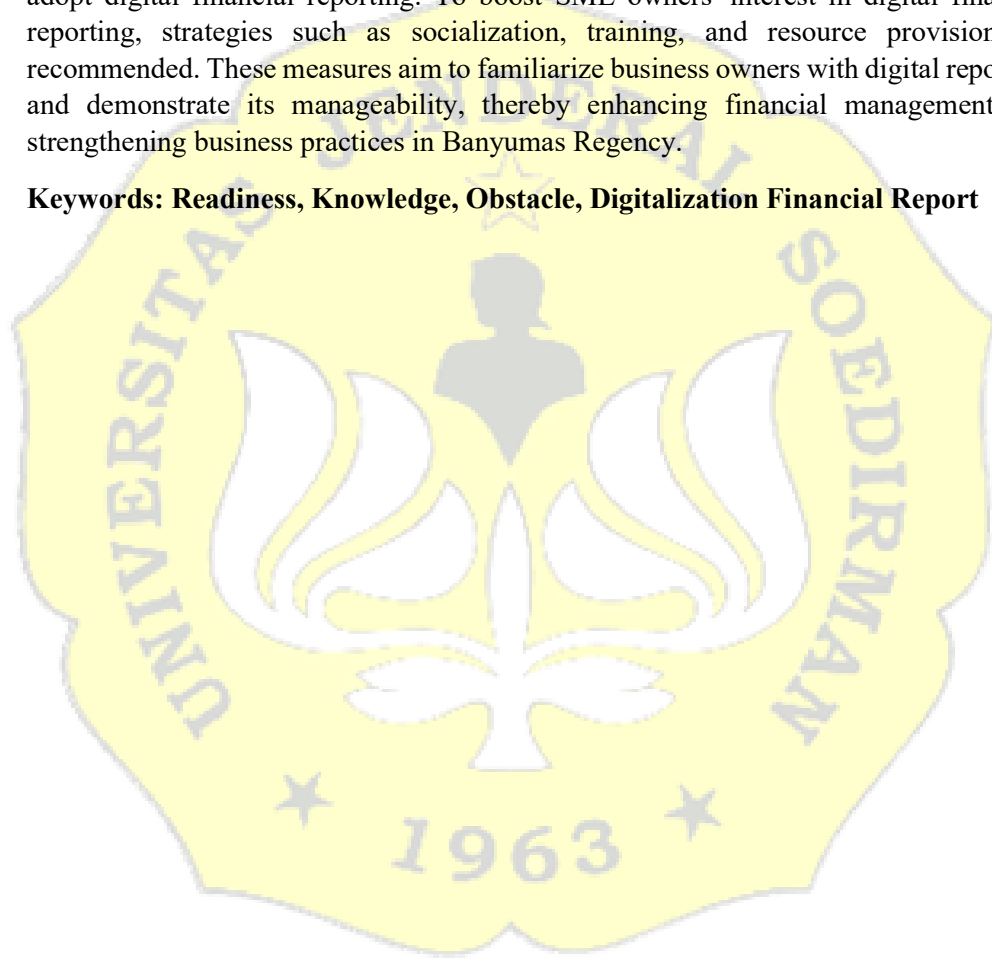 adopt digital financial reporting. To boost SME owners' interest in digital fina
reporting, strategies such as socialization, training, and resource provision
recommended. These measures aim to familiarize business owners with digital repo
and demonstrate its manageability, thereby enhancing financial management
strengthening business practices in Banyumas Regency.
Keywords: Readiness, Knowledge, Obstacle, Digitalization Financial Report
UNIVERSITAS JENDERAL SOEDIRMAN
1963